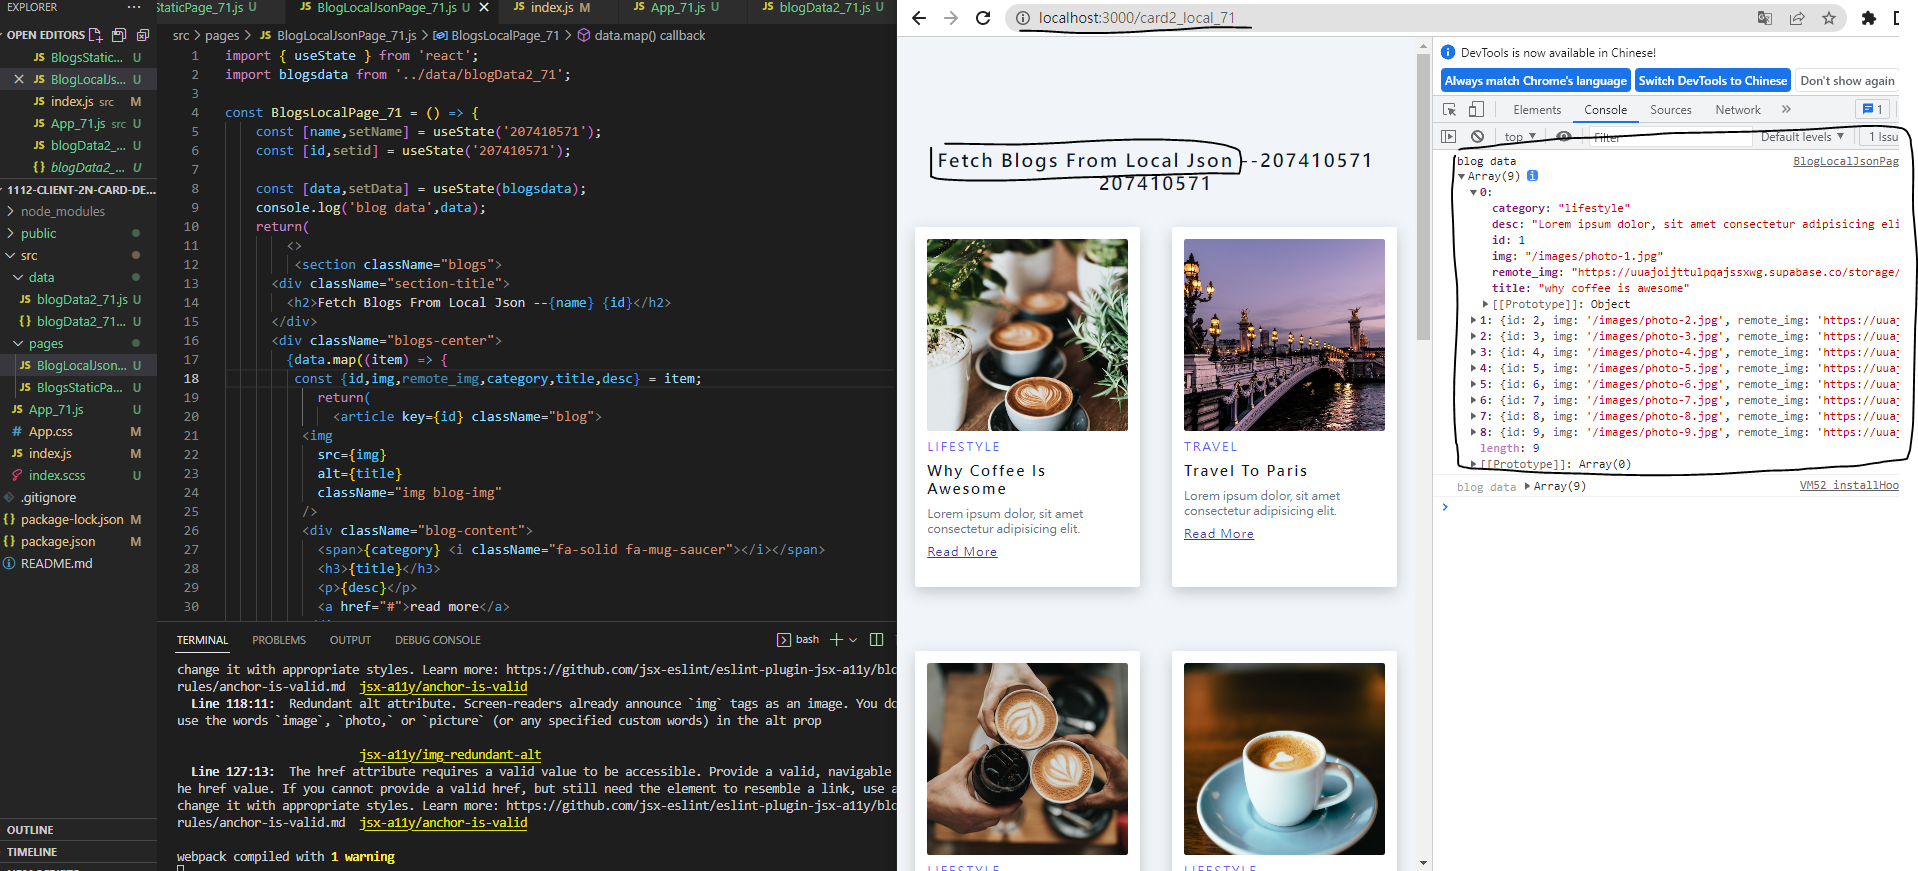 EXPLORER
···
OPEN EDITORS
JS BlogsStatic... U
JS BlogLocalJs... U
JS index.js src M
JS App_71.js src U
JS blogData2_... U
{} blogData2_... U
1112-CLIENT-2N-CARD-DE...
node_modules
public
src
data
JS blogData2_71.js U
{} blogData2_71... U
pages
JS BlogLocalJson... U
JS BlogsStaticPa... U
JS App_71.js U
# App.css M
JS index.js M
index.scss U
.gitignore
{} package-lock.json M
{} package.json M
README.md
OUTLINE
TIMELINE
StaticPage_71.js U
JS BlogLocalJsonPage_71.js U
JS index.js M
JS App_71.js U
JS blogData2_71.js U
src > pages > JS BlogLocalJsonPage_71.js > BlogsLocalPage_71 > data.map() callback
1 import { useState } from 'react';
2 import blogsdata from '../data/blogData2_71';
3
4 const BlogsLocalPage_71 = () => {
5 const [name,setName] = useState('207410571');
6 const [id,setid] = useState('207410571');
7
8 const [data,setData] = useState(blogsdata);
9 console.log('blog data',data);
10 return(
11 <>
12 <section className="blogs">
13 <div className="section-title">
14 <h2>Fetch Blogs From Local Json --{name} {id}</h2>
15 </div>
16 <div className="blogs-center">
17 {data.map((item) => {
18 const {id,img,remote_img,category,title,desc} = item;
19 return(
20 <article key={id} className="blog">
21 <img
22 src={img}
23 alt={title}
24 className="img blog-img"
25 />
26 <div className="blog-content">
27 <span>{category} <i className="fa-solid fa-mug-saucer"></i></span>
28 <h3>{title}</h3>
29 <p>{desc}</p>
30 <a href="#">read more</a>
TERMINAL PROBLEMS OUTPUT DEBUG CONSOLE
bash
change it with appropriate styles. Learn more: https://github.com/jsx-eslint/eslint-plugin-jsx-a11y/blo
rules/anchor-is-valid.md jsx-a11y/anchor-is-valid
Line 118:11: Redundant alt attribute. Screen-readers already announce `img` tags as an image. You do
use the words `image`, `photo,` or `picture` (or any specified custom words) in the alt prop
jsx-a11y/img-redundant-alt
Line 127:13: The href attribute requires a valid value to be accessible. Provide a valid, navigable
he href value. If you cannot provide a valid href, but still need the element to resemble a link, use a
change it with appropriate styles. Learn more: https://github.com/jsx-eslint/eslint-plugin-jsx-a11y/blo
rules/anchor-is-valid.md jsx-a11y/anchor-is-valid
webpack compiled with 1 warning
localhost:3000/card2_local_71
Fetch Blogs From Local Json --207410571
207410571
LIFESTYLE
Why Coffee Is
Awesome
Lorem ipsum dolor, sit amet
consectetur adipisicing elit.
Read More
TRAVEL
Travel To Paris
Lorem ipsum dolor, sit amet
consectetur adipisicing elit.
Read More
LIFESTYLE
LIFESTYLE
DevTools is now available in Chinese!
Always match Chrome's language Switch DevTools to Chinese Don't show again
Elements Console Sources Network » 1
top Filter Default levels 1 Issu
blog data BlogLocalJsonPag
Array(9)
0:
category: "lifestyle"
desc: "Lorem ipsum dolor, sit amet consectetur adipisicing eli
id: 1
img: "/images/photo-1.jpg"
remote_img: "https://uuajoijttulpqajssxwg.supabase.co/storage/
title: "why coffee is awesome"
[[Prototype]]: Object
1: {id: 2, img: '/images/photo-2.jpg', remote_img: 'https://uuaj
2: {id: 3, img: '/images/photo-3.jpg', remote_img: 'https://uuaj
3: {id: 4, img: '/images/photo-4.jpg', remote_img: 'https://uuaj
4: {id: 5, img: '/images/photo-5.jpg', remote_img: 'https://uuaj
5: {id: 6, img: '/images/photo-6.jpg', remote_img: 'https://uuaj
6: {id: 7, img: '/images/photo-7.jpg', remote_img: 'https://uuaj
7: {id: 8, img: '/images/photo-8.jpg', remote_img: 'https://uuaj
8: {id: 9, img: '/images/photo-9.jpg', remote_img: 'https://uuaj
length: 9
[[Prototype]]: Array(0)
blog data Array(9) VM52 installHoo